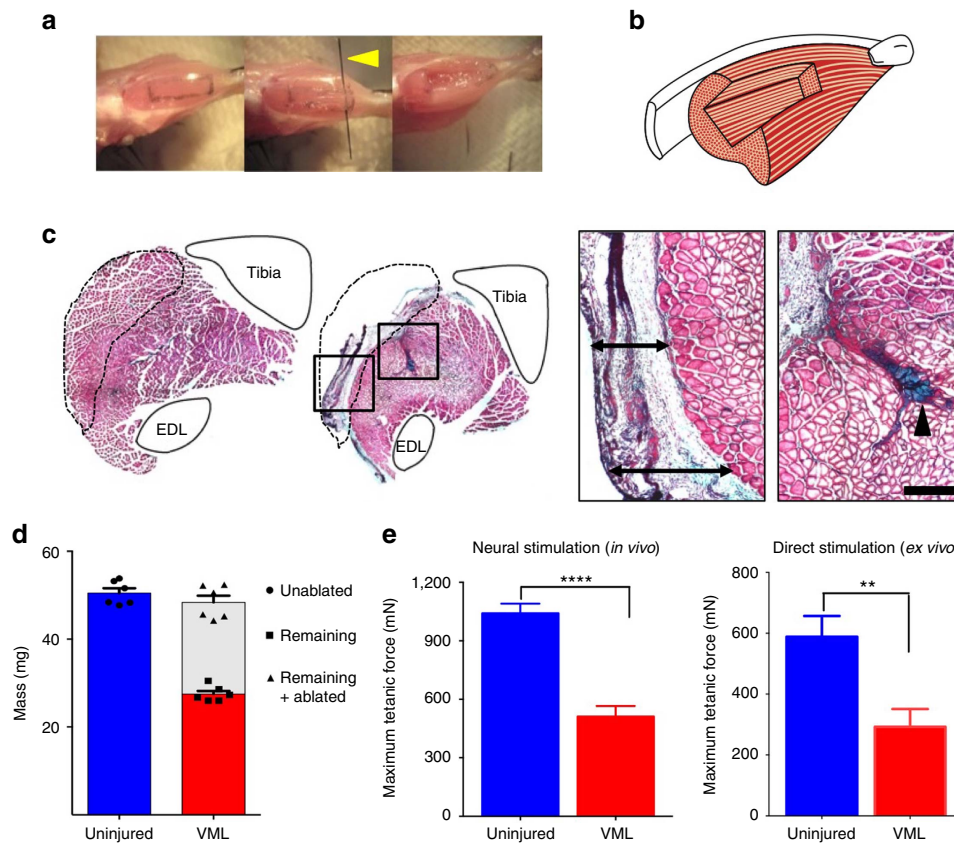 a
b
c
Tibia
EDL
Tibia
EDL
d
Mass (mg)
60
40
20
Uninjured
VML
Unablated
Remaining
Remaining
+ ablated
e
Neural stimulation (in vivo)
Maximum tetanic force (mN)
1,200
900
600
300
0
****
Uninjured
VML
Direct stimulation (ex vivo)
Maximum tetanic force (mN)
800
600
400
200
0
**
Uninjured
VML